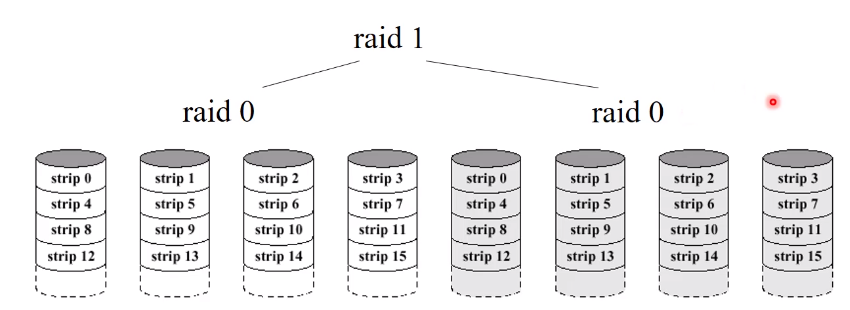 raid 1
raid 0 raid 0
strip 0 strip 1 strip 2 strip 3 strip 0 strip 1 strip 2 strip 3
strip 4 strip 5 strip 6 strip 7 strip 4 strip 5 strip 6 strip 7
strip 8 strip 9 strip 10 strip 11 strip 8 strip 9 strip 10 strip 11
strip 12 strip 13 strip 14 strip 15 strip 12 strip 13 strip 14 strip 15